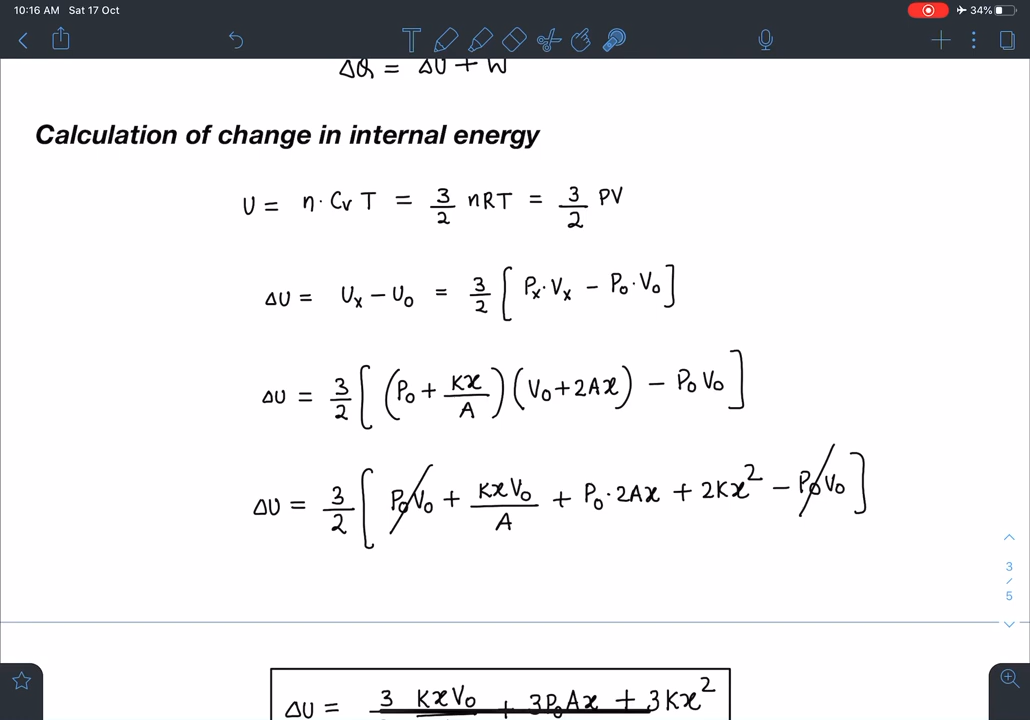 10:16 AM Sat 17 Oct 34%
ΔQ = ΔU + W
Calculation of change in internal energy
U = n·Cv T = 3/2 nRT = 3/2 PV
ΔU = Ux − U₀ = 3/2 [Px·Vx − P₀·V₀]
ΔU = 3/2 [(P₀ + Kx/A)(V₀ + 2Ax) − P₀V₀]
ΔU = 3/2 [P₀V₀ + KxV₀/A + P₀·2Ax + 2Kx² − P₀V₀]
3
/
5
ΔU = 3 KxV₀ + 3P₀Ax + 3Kx²